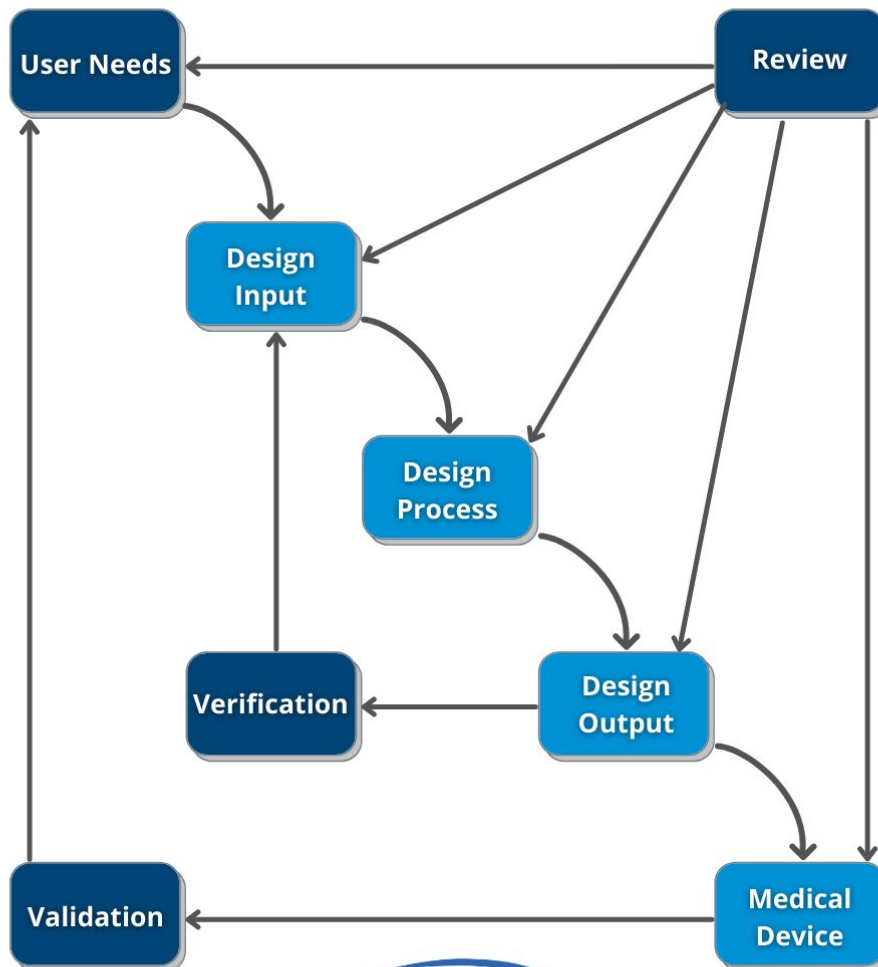 User Needs
Review
Design
Input
Design
Process
Design
Output
Verification
Validation
Medical
Device